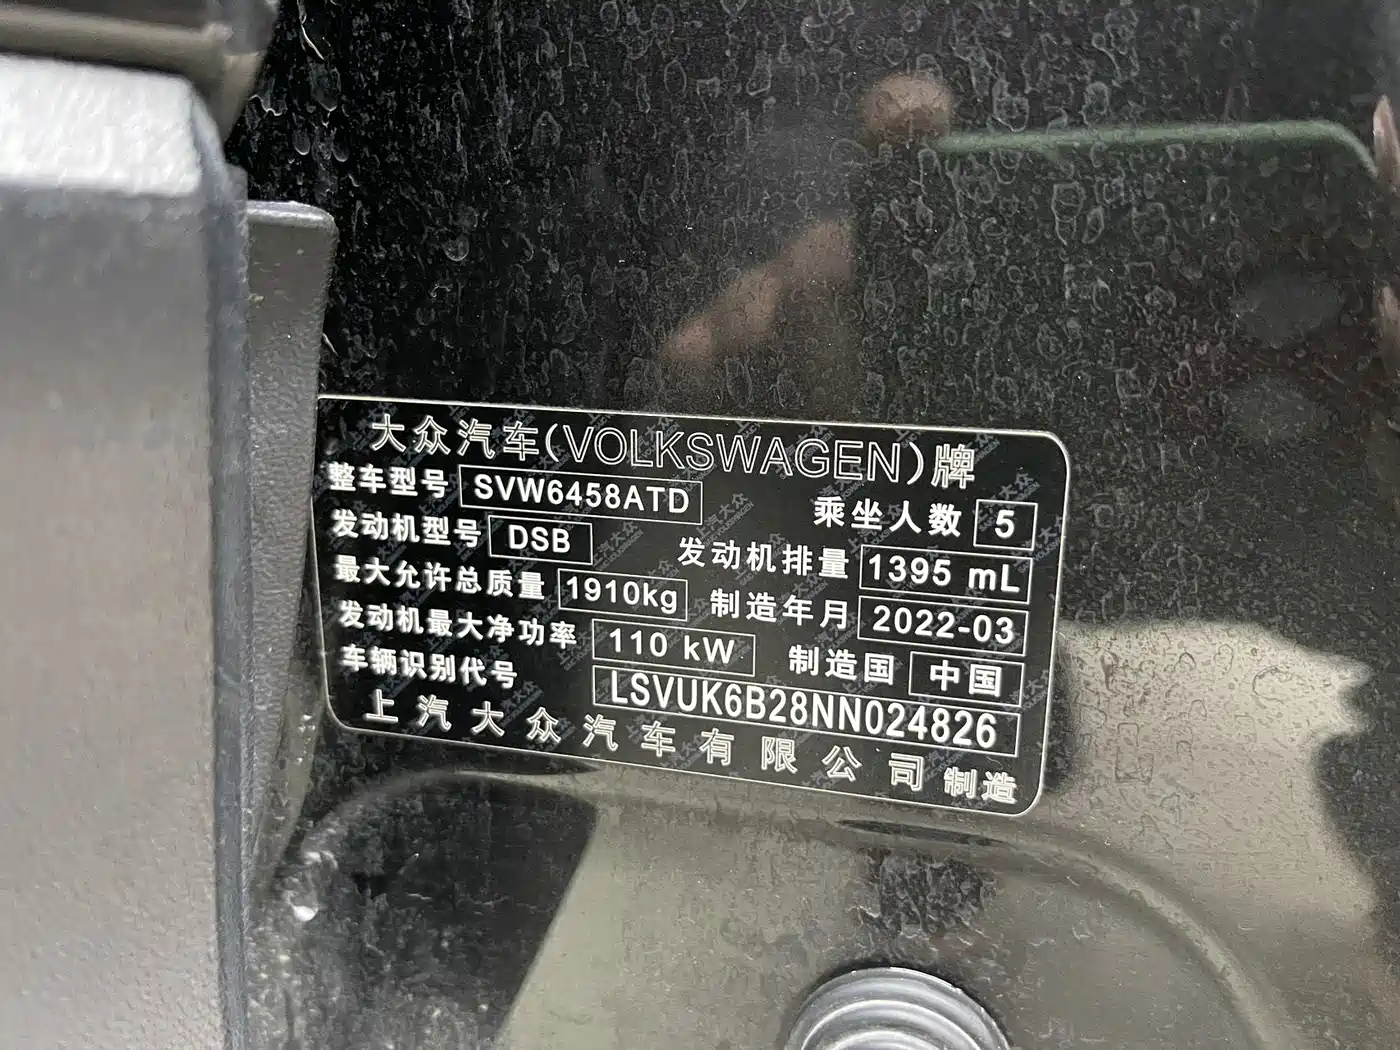 大众汽车(VOLKSWAGEN)牌
整车型号 SVW6458ATD 乘坐人数 5
发动机型号 DSB 发动机排量 1395 mL
最大允许总质量 1910kg 制造年月 2022-03
发动机最大净功率 110 kW 制造国 中国
车辆识别代号 LSVUK6B28NN024826
上汽大众汽车有限公司 制造